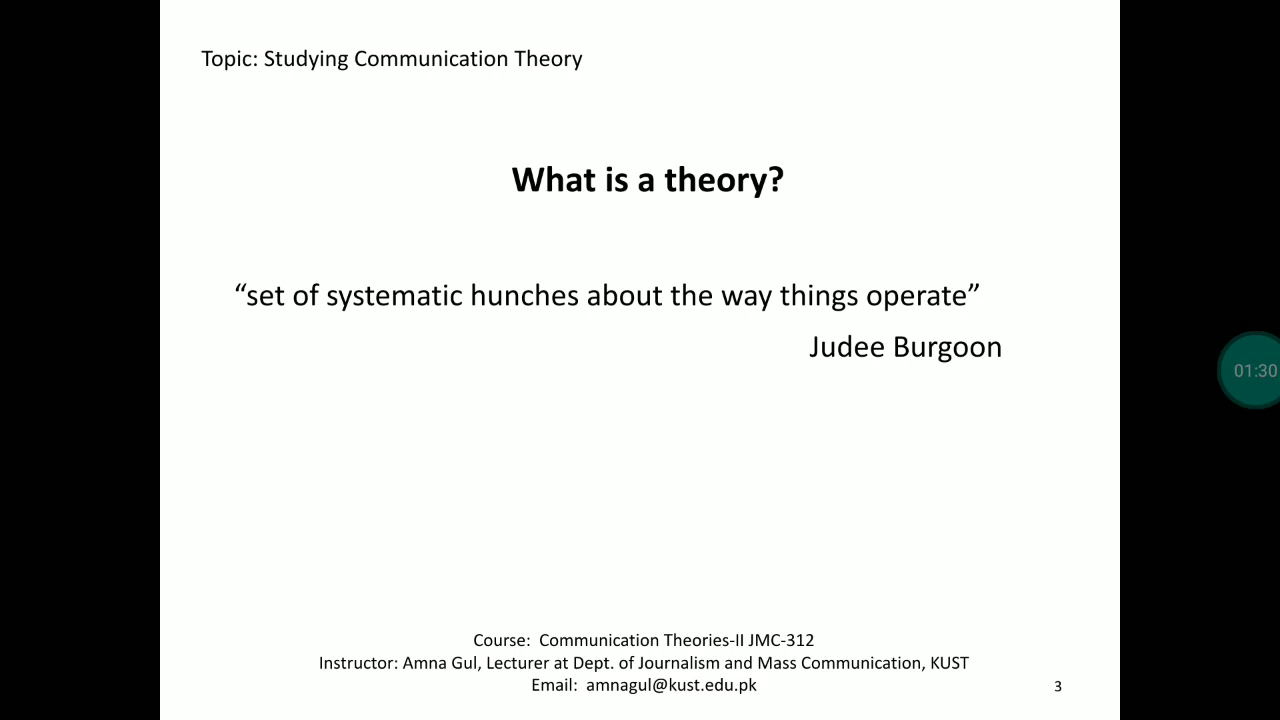 Topic: Studying Communication Theory
What is a theory?
“set of systematic hunches about the way things operate”
Judee Burgoon
01:30
Course:  Communication Theories-II JMC-312
Instructor: Amna Gul, Lecturer at Dept. of Journalism and Mass Communication, KUST
Email:  amnagul@kust.edu.pk
3